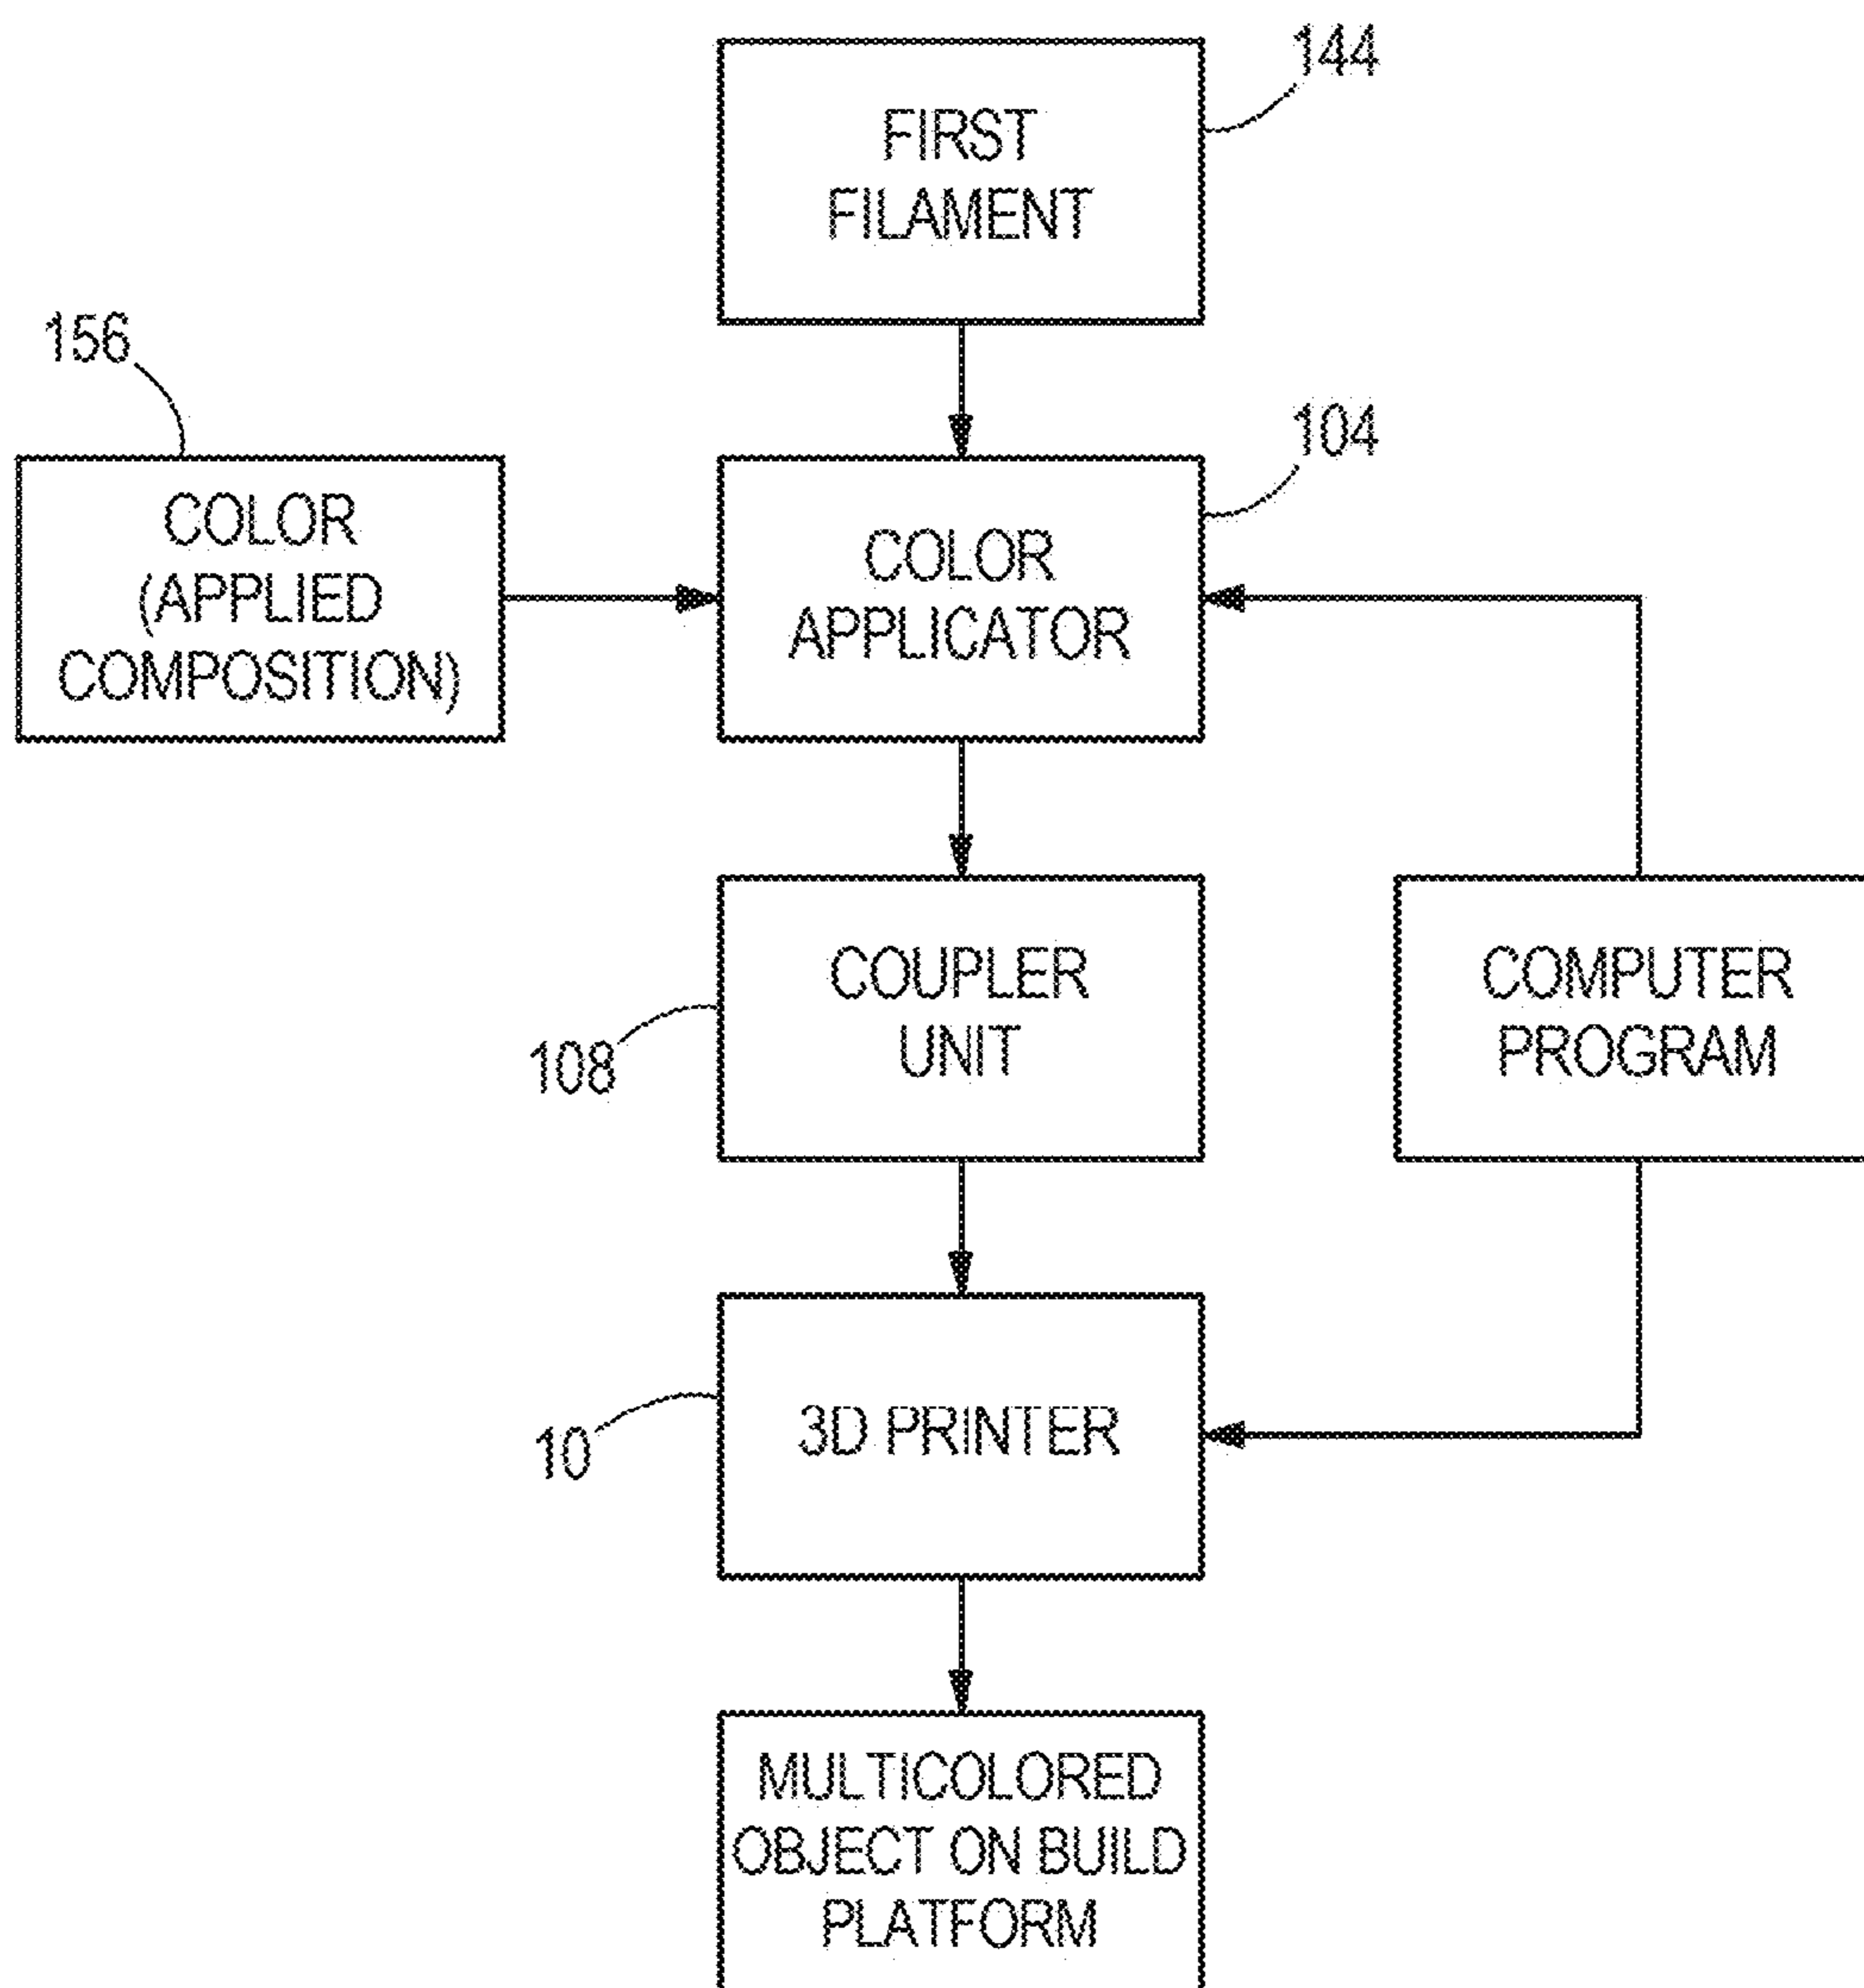 144
FIRST
FILAMENT
156
104
COLOR
(APPLIED
COMPOSITION)
COLOR
APPLICATOR
COUPLER
UNIT
108
COMPUTER
PROGRAM
3D PRINTER
10
MULTICOLORED
OBJECT ON BUILD
PLATFORM